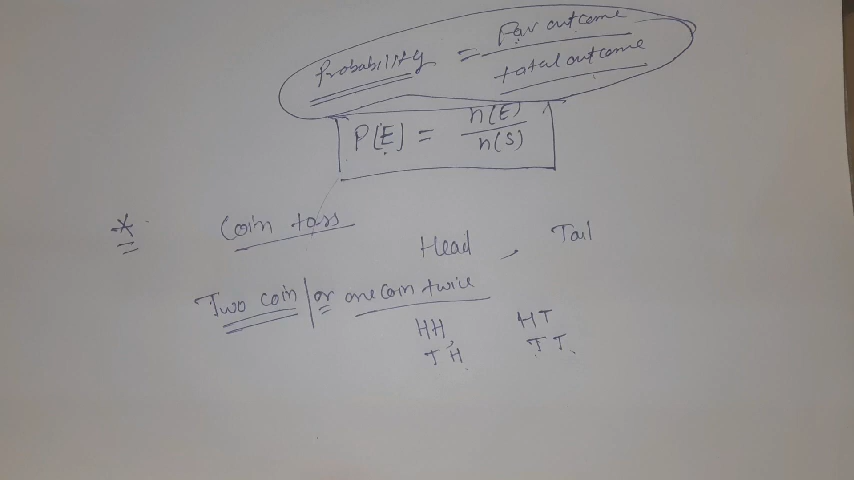 Probability = Fav outcome
total outcome
P(E) = n(E)
n(S)
* Coin toss
Head , Tail
Two coin / or one coin twice
HH, HT
TH, TT.